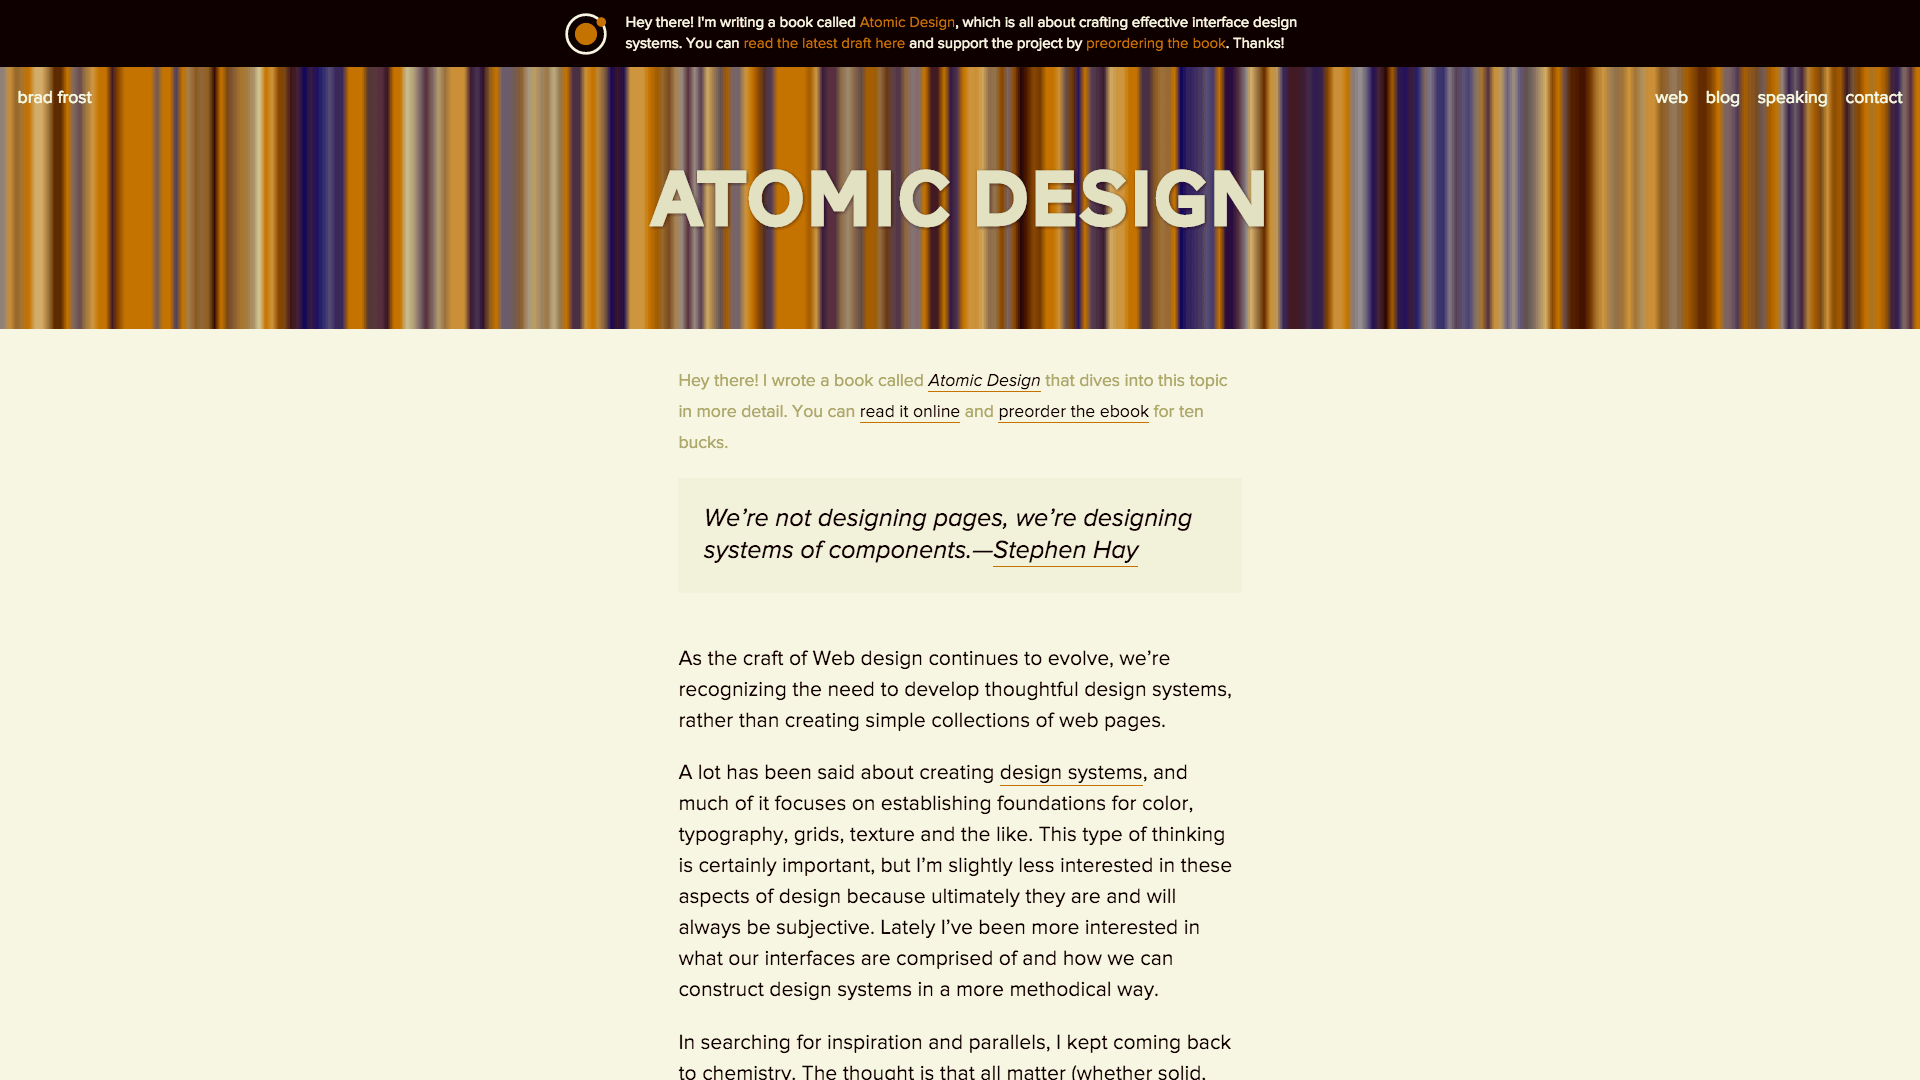 Hey there! I'm writing a book called Atomic Design, which is all about crafting effective interface design
systems. You can read the latest draft here and support the project by preordering the book. Thanks!
brad frost
web blog speaking contact
ATOMIC DESIGN
Hey there! I wrote a book called Atomic Design that dives into this topic
in more detail. You can read it online and preorder the ebook for ten
bucks.
We’re not designing pages, we’re designing
systems of components.—Stephen Hay
As the craft of Web design continues to evolve, we’re
recognizing the need to develop thoughtful design systems,
rather than creating simple collections of web pages.
A lot has been said about creating design systems, and
much of it focuses on establishing foundations for color,
typography, grids, texture and the like. This type of thinking
is certainly important, but I’m slightly less interested in these
aspects of design because ultimately they are and will
always be subjective. Lately I’ve been more interested in
what our interfaces are comprised of and how we can
construct design systems in a more methodical way.
In searching for inspiration and parallels, I kept coming back
to chemistry. The thought is that all matter (whether solid,